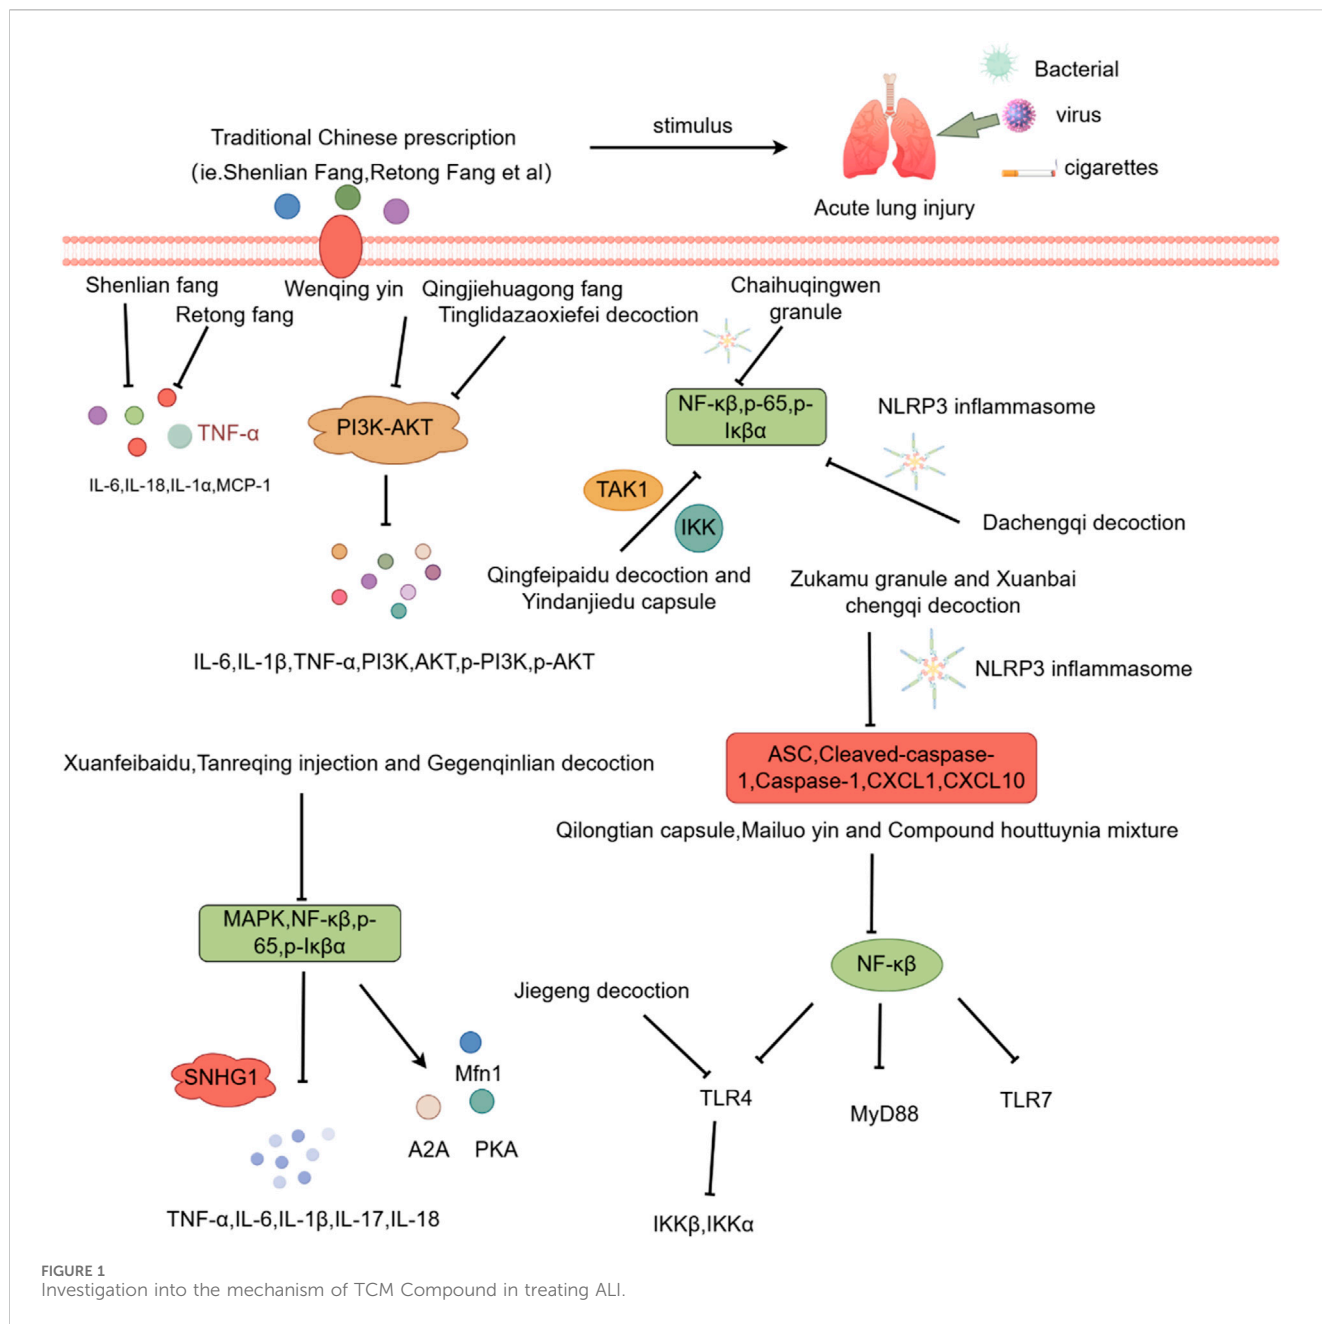 Bacterial
virus
cigarettes
Traditional Chinese prescription
(ie.Shenlian Fang,Retong Fang et al)
stimulus
Acute lung injury
Shenlian fang
Retong fang
Wenqing yin
Qingjiehuagong fang
Tinglidazaoxiefei decoction
Chaihuqingwen
granule
TNF-α
IL-6,IL-18,IL-1α,MCP-1
PI3K-AKT
NF-κβ,p-65,p-
Iκβα
NLRP3 inflammasome
TAK1
IKK
Dachengqi decoction
Qingfeipaidu decoction and
Yindanjiedu capsule
Zukamu granule and Xuanbai
chengqi decoction
IL-6,IL-1β,TNF-α,PI3K,AKT,p-PI3K,p-AKT
NLRP3 inflammasome
ASC,Cleaved-caspase-
1,Caspase-1,CXCL1,CXCL10
Xuanfeibaidu,Tanreqing injection and Gegenqinlian decoction
Qilongtian capsule,Mailuo yin and Compound houttuynia mixture
MAPK,NF-κβ,p-
65,p-Iκβα
NF-κβ
Jiegeng decoction
SNHG1
Mfn1
A2A
PKA
TLR4
MyD88
TLR7
TNF-α,IL-6,IL-1β,IL-17,IL-18
IKKβ,IKKα
FIGURE 1
Investigation into the mechanism of TCM Compound in treating ALI.